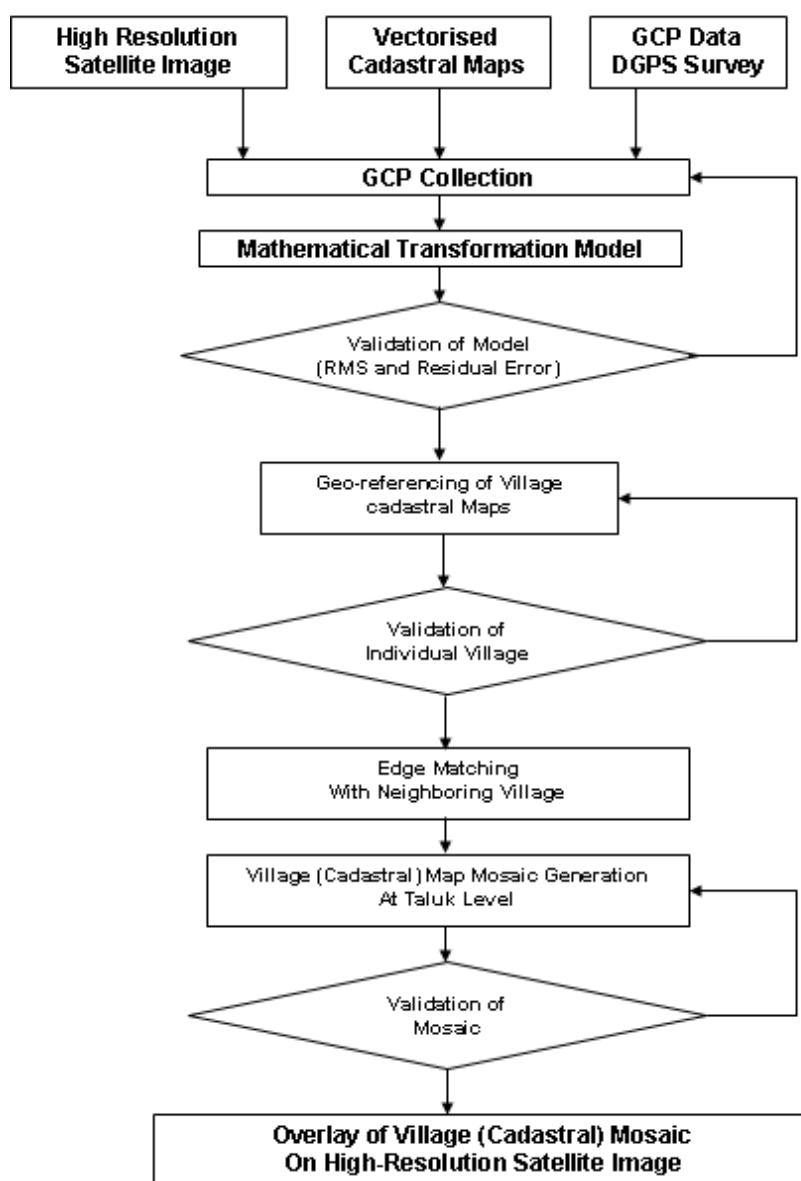 High Resolution
Satellite Image
Vectorised
Cadastral Maps
GCP Data
DGPS Survey
GCP Collection
Mathematical Transformation Model
Validation of Model
(RMS and Residual Error)
Geo-referencing of Village
cadastral Maps
Validation of
Individual Village
Edge Matching
With Neighboring Village
Village (Cadastral) Map Mosaic Generation
At Taluk Level
Validation of
Mosaic
Overlay of Village (Cadastral) Mosaic
On High-Resolution Satellite Image